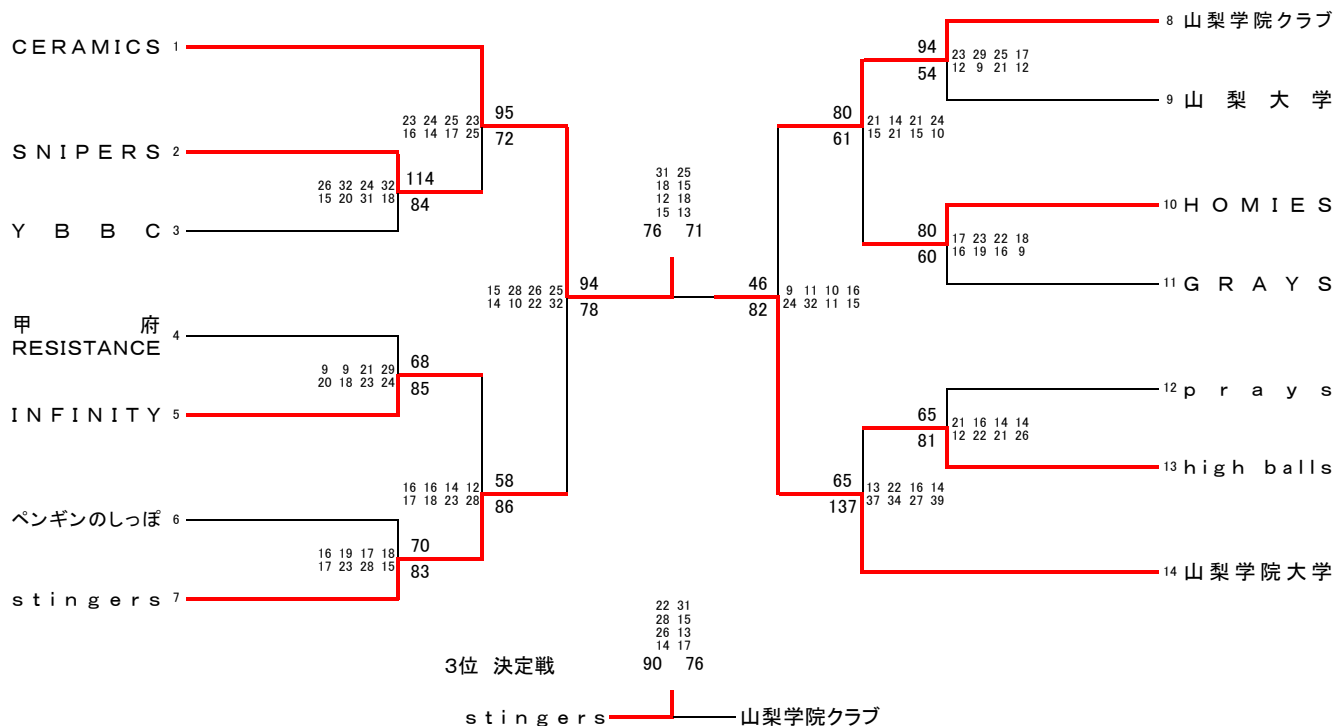 CERAMICS 1
23 24 25 23
16 14 17 25
95
72
SNIPERS 2
26 32 24 32
15 20 31 18
114
84
YBBC 3
15 28 26 25
14 10 22 32
94
78
甲府
RESISTANCE 4
9 9 21 29
20 18 23 24
68
85
INFINITY 5
16 16 14 12
17 18 23 28
58
86
ペンギンのしっぽ 6
16 19 17 18
17 23 28 15
70
83
stingers 7
31 25
18 15
12 18
15 13
76 71
8 山梨学院クラブ
94
54
23 29 25 17
12 9 21 12
9 山梨大学
80
61
21 14 21 24
15 21 15 10
10 HOMIES
80
60
17 23 22 18
16 19 16 9
11 GRAYS
46
82
9 11 10 16
24 32 11 15
12 prays
65
81
21 16 14 14
12 22 21 26
13 high balls
65
137
13 22 16 14
37 34 27 39
14 山梨学院大学
22 31
28 15
26 13
14 17
3位 決定戦
90 76
stingers 山梨学院クラブ